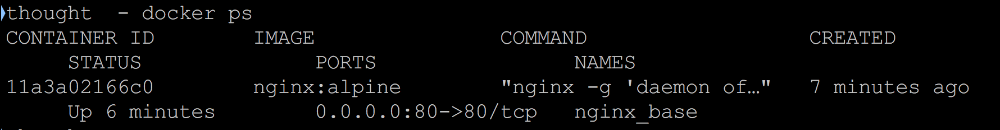 thought - docker ps
CONTAINER ID IMAGE COMMAND CREATED
STATUS PORTS NAMES
11a3a02166c0 nginx:alpine "nginx -g 'daemon of…" 7 minutes ago
Up 6 minutes 0.0.0.0:80->80/tcp nginx_base